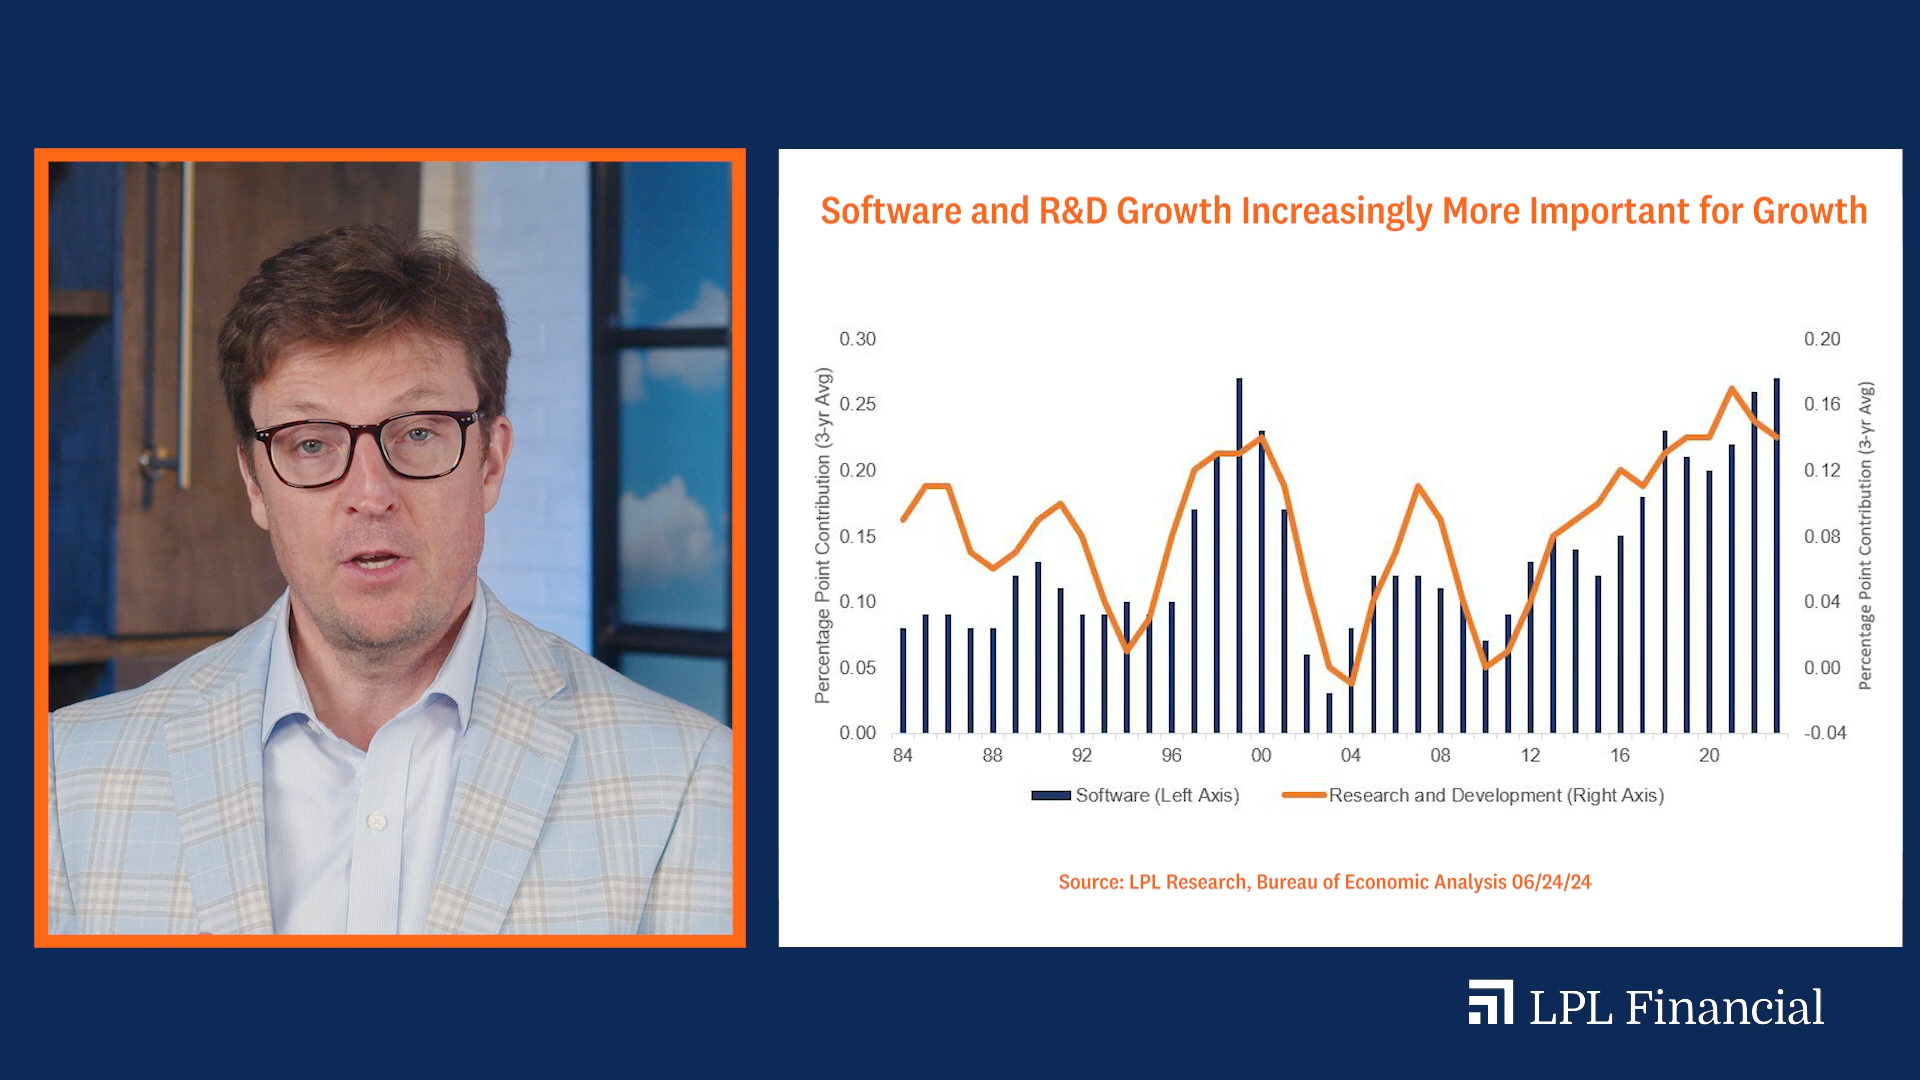 Software and R&D Growth Increasingly More Important for Growth
Percentage Point Contribution (3-yr Avg)
0.30
0.25
0.20
0.15
0.10
0.05
0.00
0.20
0.16
0.12
0.08
0.04
0.00
-0.04
Percentage Point Contribution (3-yr Avg)
84 88 92 96 00 04 08 12 16 20
Software (Left Axis) Research and Development (Right Axis)
Source: LPL Research, Bureau of Economic Analysis 06/24/24
LPL Financial